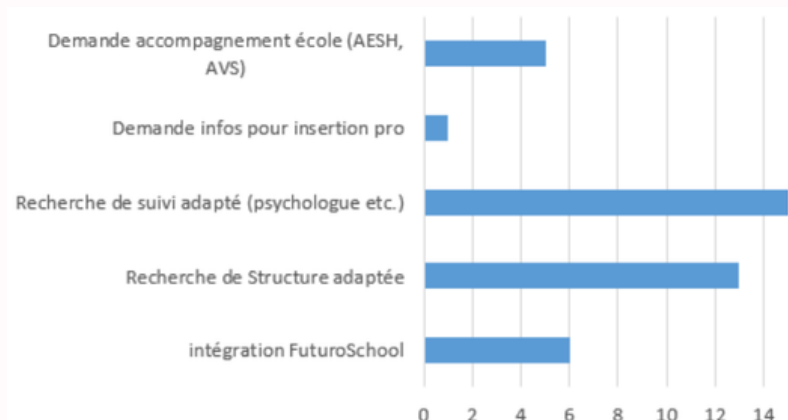 Demande accompagnement école (AESH,
AVS)
Demande infos pour insertion pro
Recherche de suivi adapté (psychologue etc.)
Recherche de Structure adaptée
intégration FuturoSchool
0 2 4 6 8 10 12 14